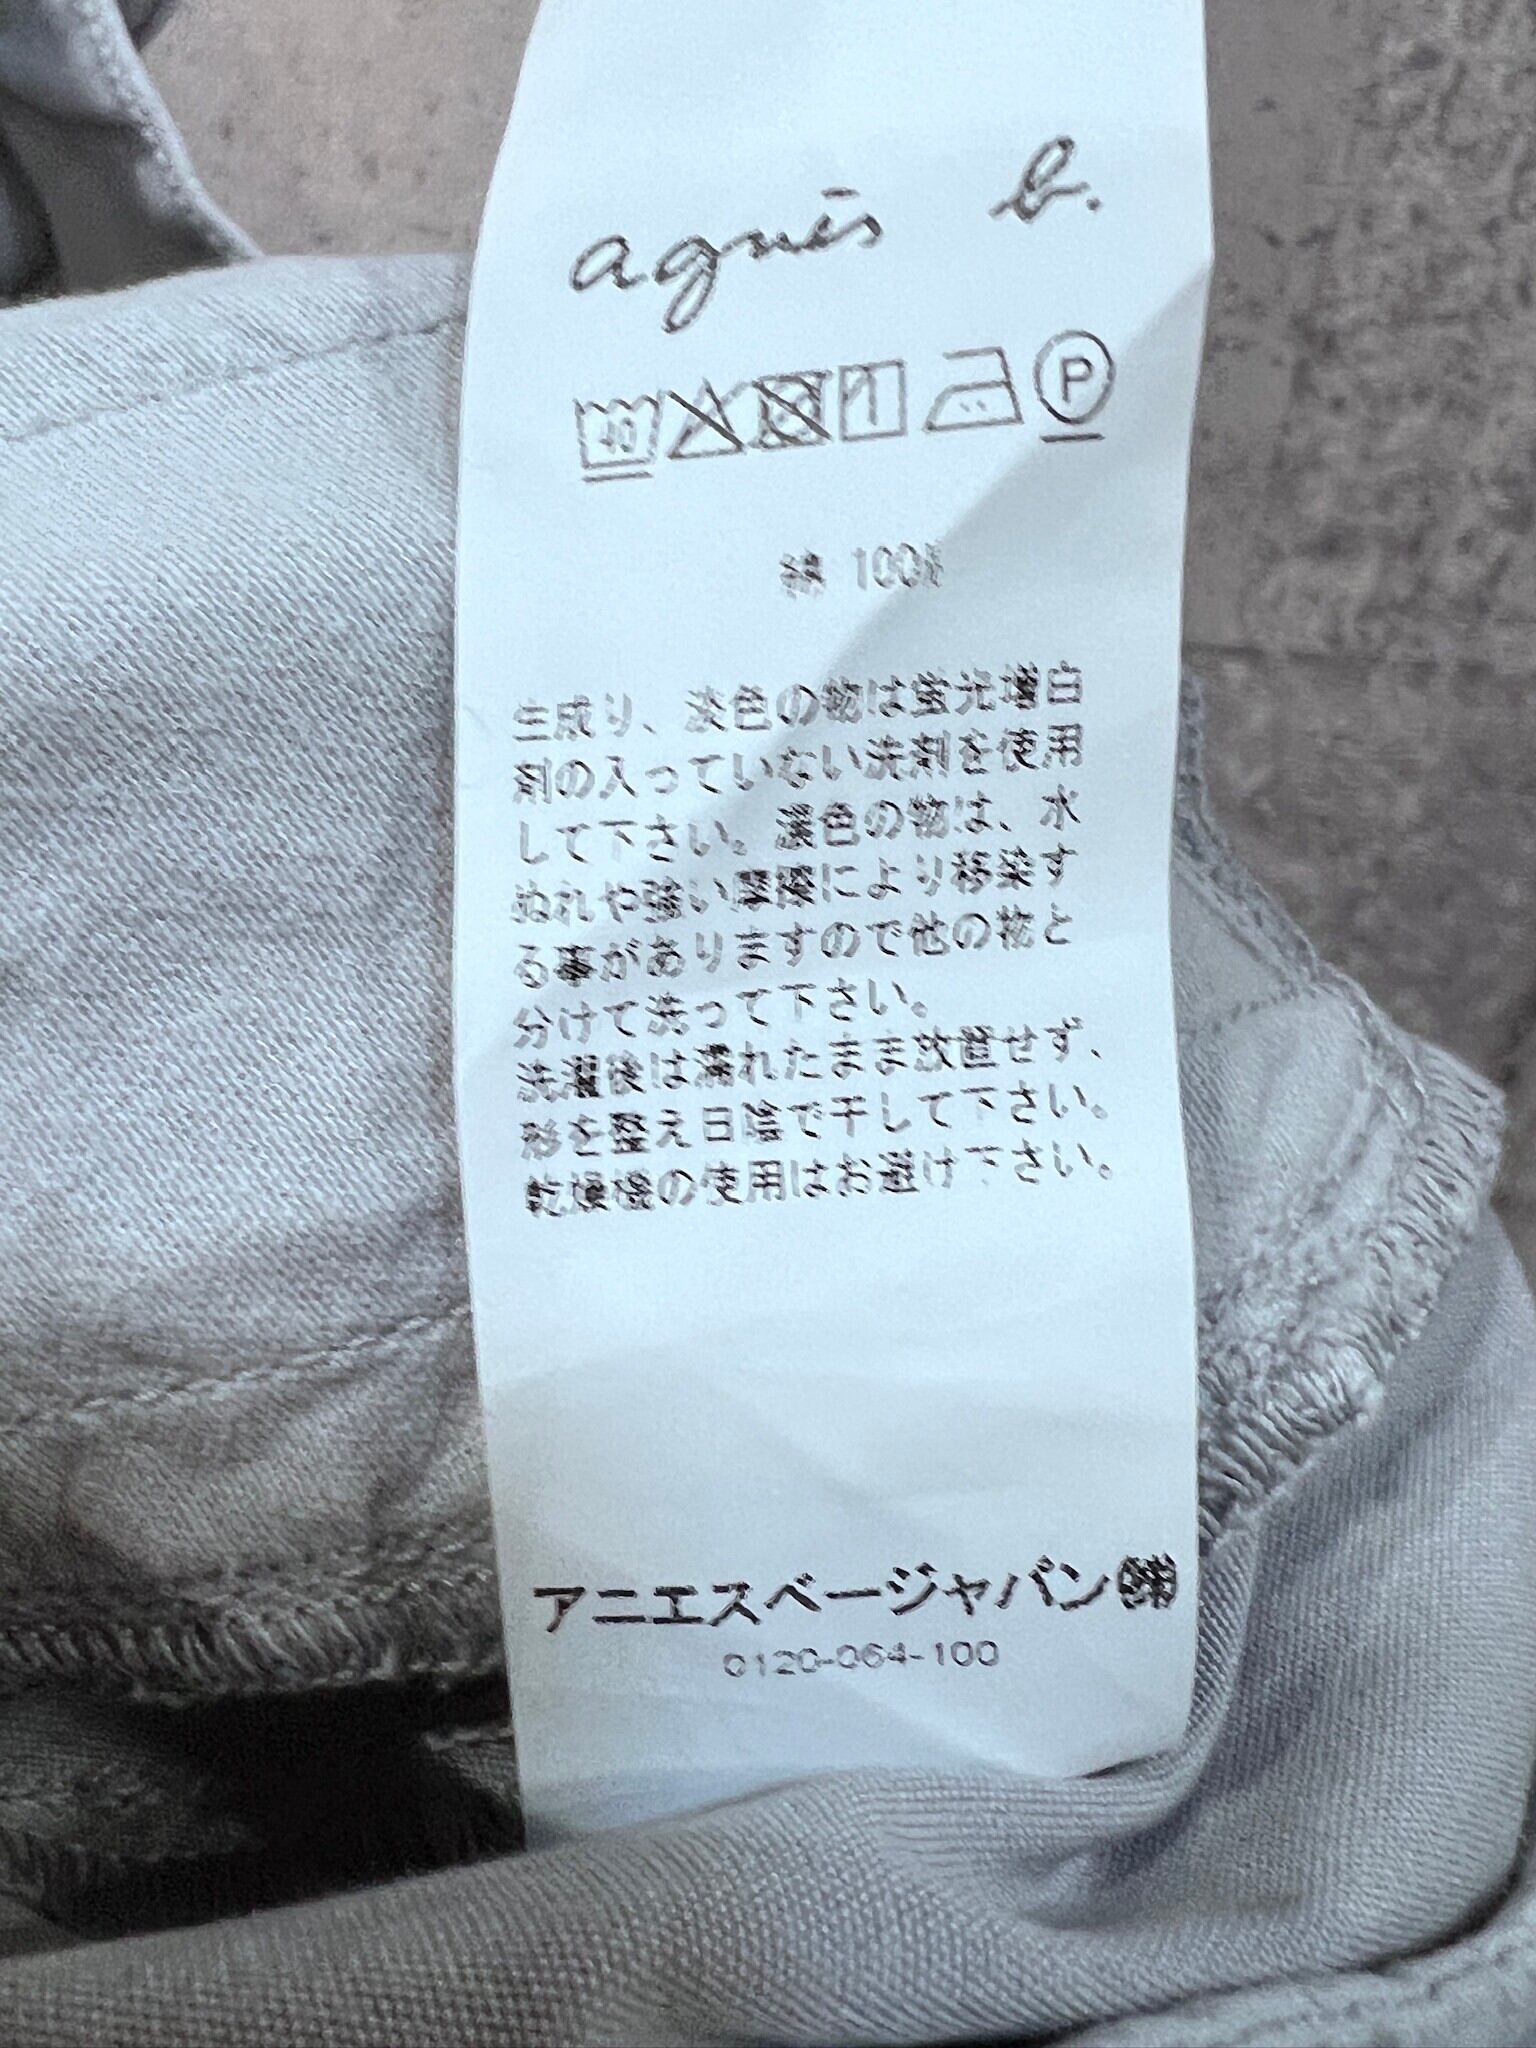 agnès b.
40
P
綿 100%
生成り、淡色の物は蛍光増白
剤の入っていない洗剤を使用
して下さい。濃色の物は、水
ぬれや強い摩擦により移染す
る事がありますので他の物と
分けて洗って下さい。
洗濯後は濡れたまま放置せず、
形を整え日陰で干して下さい。
乾燥機の使用はお避け下さい。
アニエスベージャパン㈱
0120-064-100